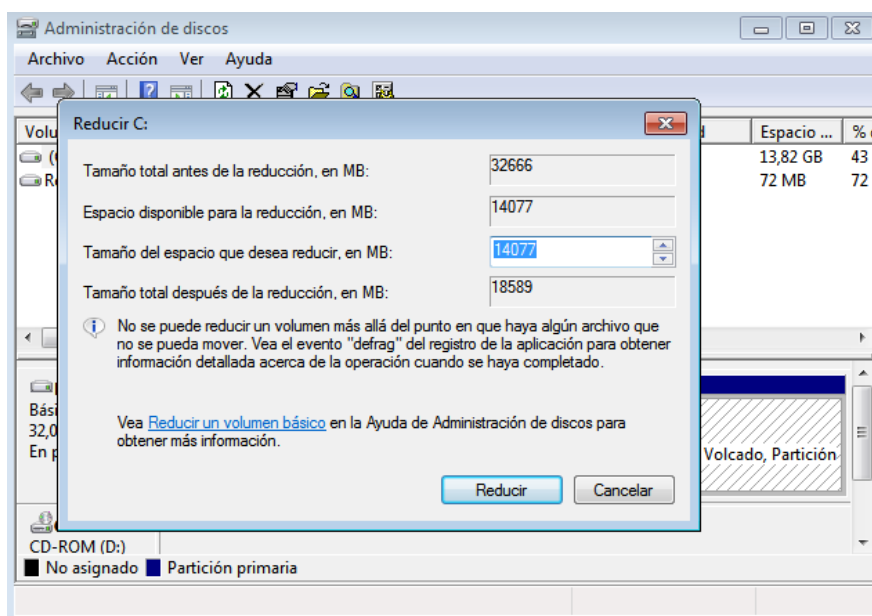 Administración de discos
Archivo Acción Ver Ayuda
Reducir C:
Espacio ...
13,82 GB 43
72 MB 72
Tamaño total antes de la reducción, en MB: 32666
Espacio disponible para la reducción, en MB: 14077
Tamaño del espacio que desea reducir, en MB: 14077
Tamaño total después de la reducción, en MB: 18589
No se puede reducir un volumen más allá del punto en que haya algún archivo que
no se pueda mover. Vea el evento "defrag" del registro de la aplicación para obtener
información detallada acerca de la operación cuando se haya completado.
Vea Reducir un volumen básico en la Ayuda de Administración de discos para
obtener más información.
Volcado, Partición
Reducir Cancelar
CD-ROM (D:)
No asignado Partición primaria